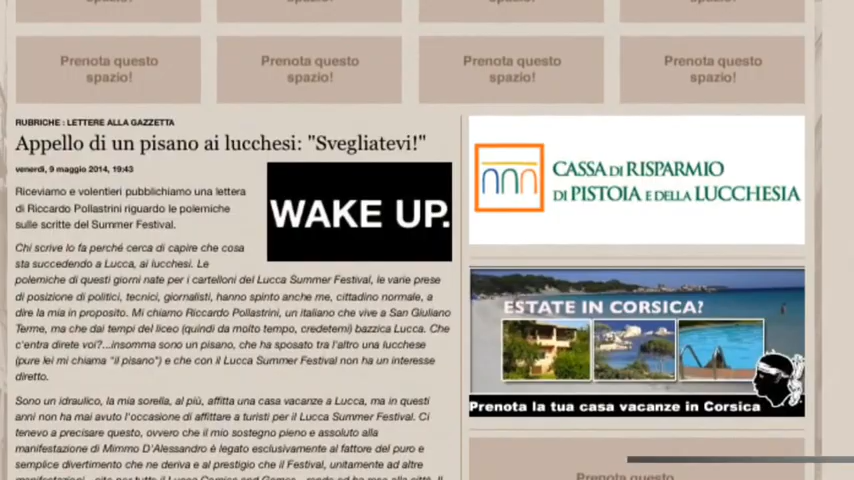 Prenota questo
spazio!
Prenota questo
spazio!
Prenota questo
spazio!
Prenota questo
spazio!
RUBRICHE : LETTERE ALLA GAZZETTA
Appello di un pisano ai lucchesi: "Svegliatevi!"
venerdì, 9 maggio 2014, 19:43
Riceviamo e volentieri pubblichiamo una lettera
di Riccardo Pollastrini riguardo le polemiche
sulle scritte del Summer Festival.
WAKE UP.
Chi scrive lo fa perché cerca di capire che cosa
sta succedendo a Lucca, ai lucchesi. Le
polemiche di questi giorni nate per i cartelloni del Lucca Summer Festival, le varie prese
di posizione di politici, tecnici, giornalisti, hanno spinto anche me, cittadino normale, a
dire la mia in proposito. Mi chiamo Riccardo Pollastrini, un italiano che vive a San Giuliano
Terme, ma che dai tempi del liceo (quindi da molto tempo, credetemi) bazzica Lucca. Che
c'entra direte voi?...insomma sono un pisano, che ha sposato tra l'altro una lucchese
(pure lei mi chiama "il pisano") e che con il Lucca Summer Festival non ha un interesse
diretto.
Sono un idraulico, la mia sorella, al più, affitta una casa vacanze a Lucca, ma in questi
anni non ha mai avuto l'occasione di affittare a turisti per il Lucca Summer Festival. Ci
tenevo a precisare questo, ovvero che il mio sostegno pieno e assoluto alla
manifestazione di Mimmo D'Alessandro è legato esclusivamente al fattore del puro e
semplice divertimento che ne deriva e al prestigio che il Festival, unitamente ad altre
CASSA DI RISPARMIO
DI PISTOIA E DELLA LUCCHESIA
ESTATE IN CORSICA?
Prenota la tua casa vacanze in Corsica
Prenota questo